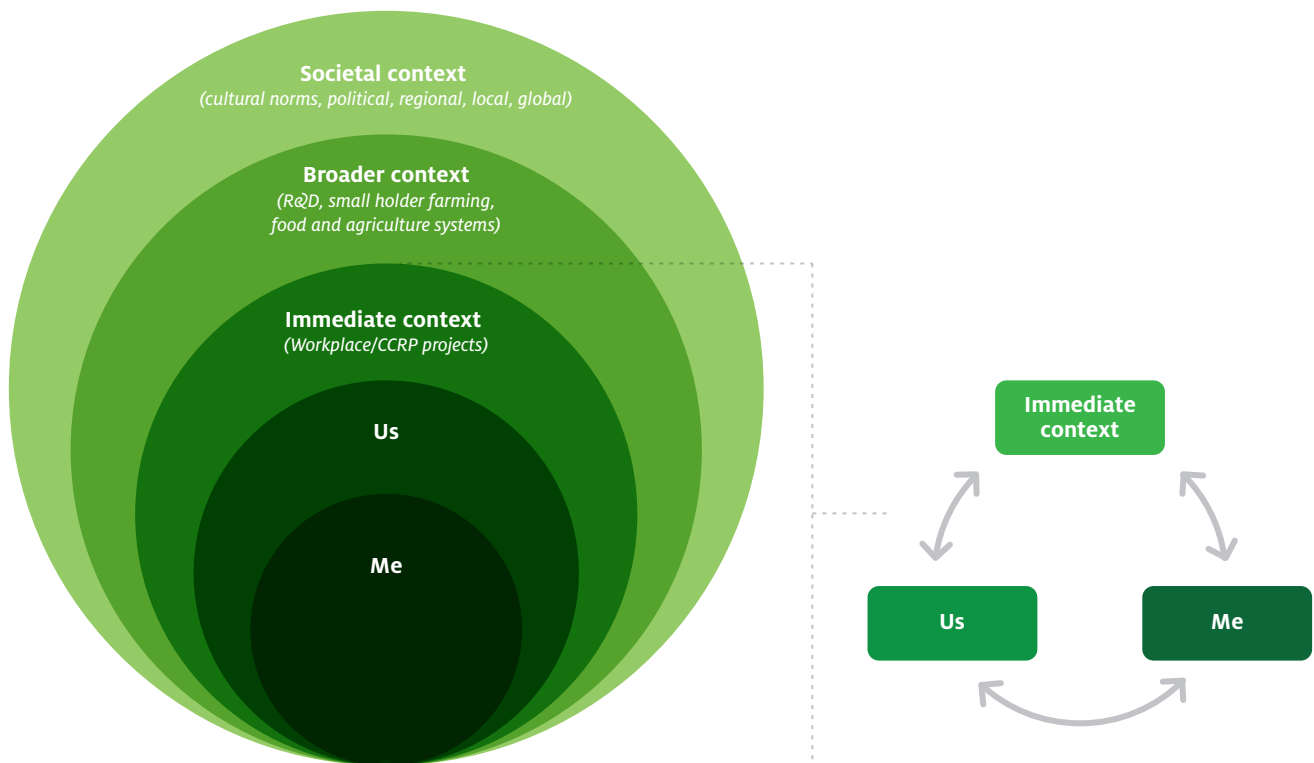 Societal context
(cultural norms, political, regional, local, global)
Broader context
(R&D, small holder farming,
food and agriculture systems)
Immediate context
(Workplace/CCRP projects)
Us
Me
Immediate
context
Us
Me